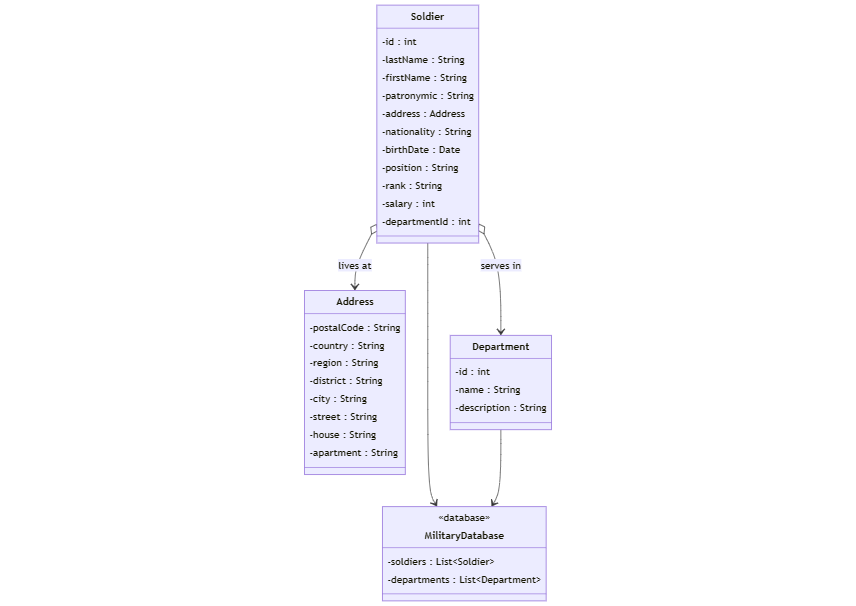 Soldier
-id : int
-lastName : String
-firstName : String
-patronymic : String
-address : Address
-nationality : String
-birthDate : Date
-position : String
-rank : String
-salary : int
-departmentId : int
lives at
serves in
Address
-postalCode : String
-country : String
-region : String
-district : String
-city : String
-street : String
-house : String
-apartment : String
Department
-id : int
-name : String
-description : String
«database»
MilitaryDatabase
-soldiers : List<Soldier>
-departments : List<Department>